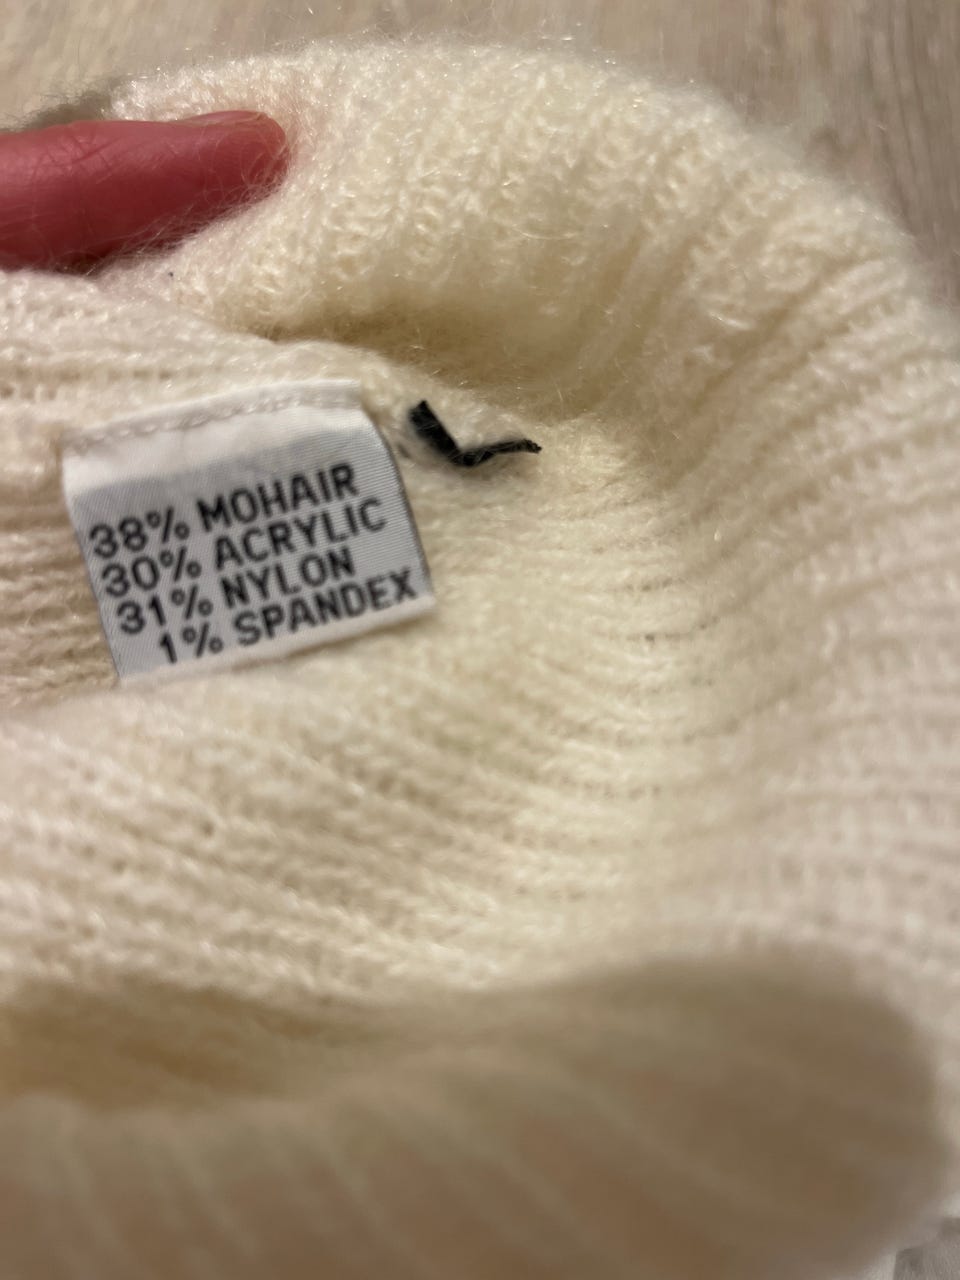 38% MOHAIR
30% ACRYLIC
31% NYLON
1% SPANDEX